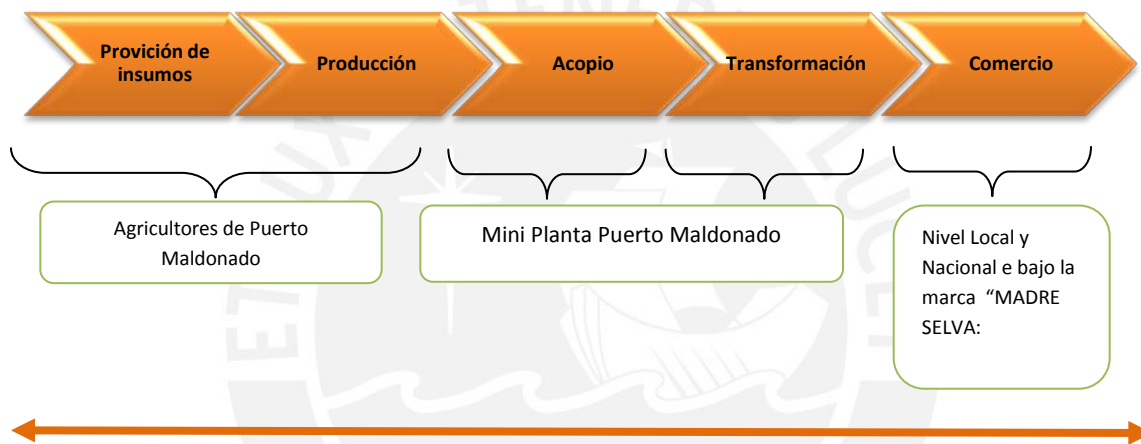 Provición de
insumos
Producción
Acopio
Transformación
Comercio
Agricultores de Puerto
Maldonado
Mini Planta Puerto Maldonado
Nivel Local y
Nacional e bajo la
marca “MADRE
SELVA: